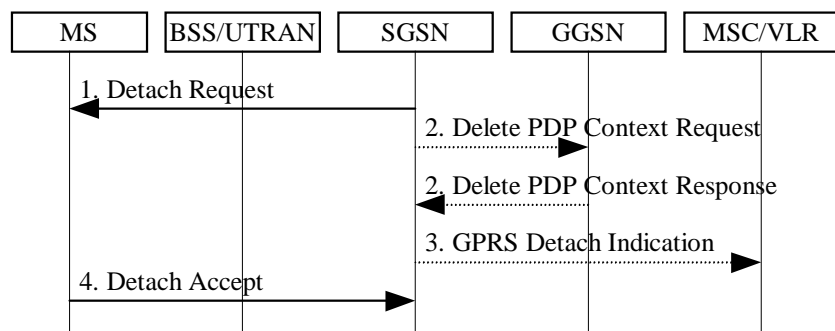 MS
BSS/UTRAN
SGSN
GGSN
MSC/VLR
1. Detach Request
2. Delete PDP Context Request
2. Delete PDP Context Response
3. GPRS Detach Indication
4. Detach Accept